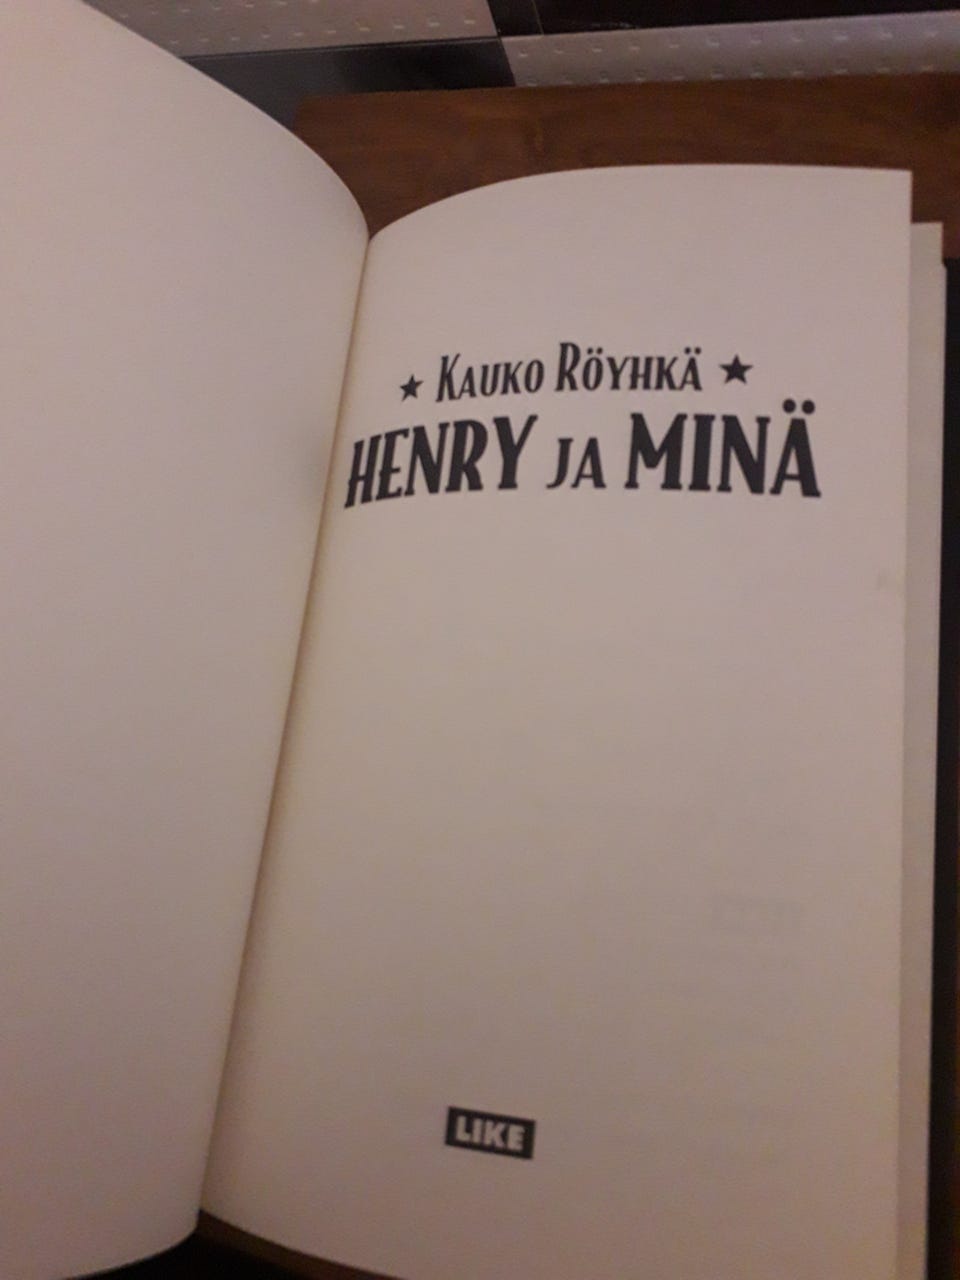 ★ KAUKO RÖYHKÄ ★
HENRY JA MINÄ
LIKE